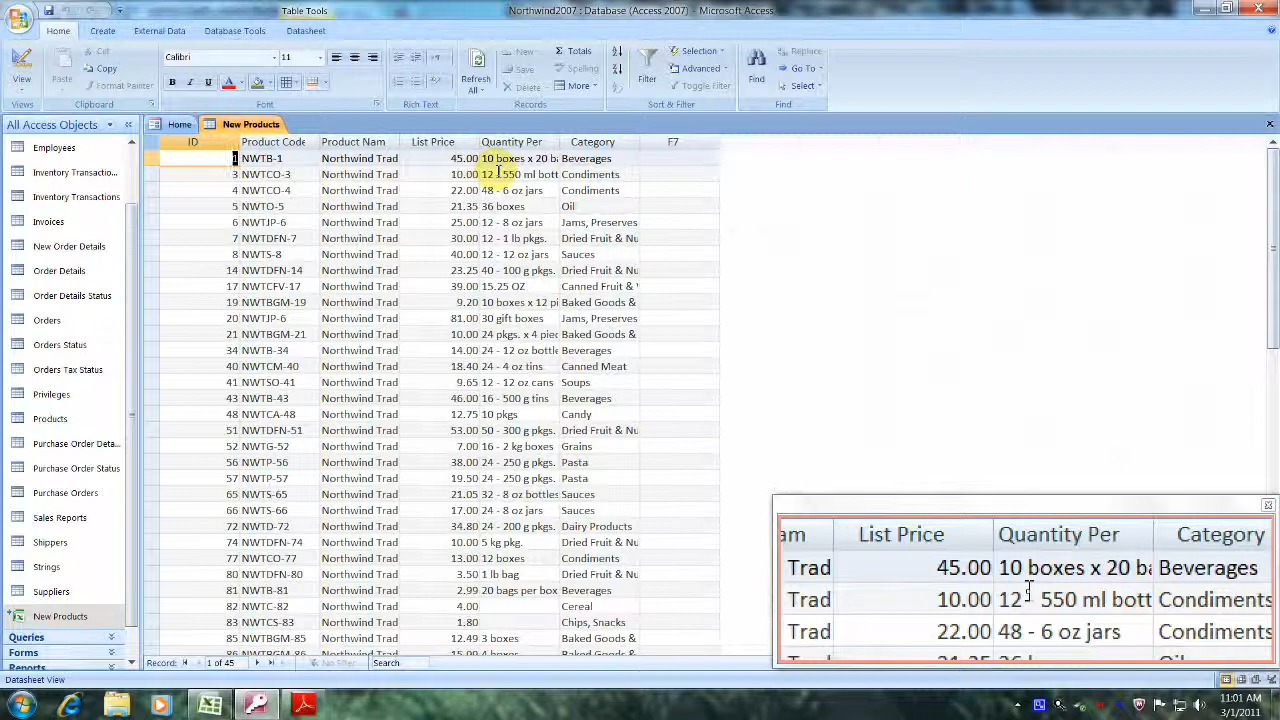 Table Tools
Northwind2007 : Database (Access 2007) - Microsoft Access
Home Create External Data Database Tools Datasheet
View
Views
Paste
Cut
Copy
Format Painter
Clipboard
Calibri 11
B I U A
Font
Rich Text
Refresh All
New
Save
Delete
Totals
Spelling
More
Records
Filter
Selection
Advanced
Toggle Filter
Sort & Filter
Find
Replace
Go To
Select
Find
All Access Objects
Employees
Inventory Transactio...
Inventory Transactions
Invoices
New Order Details
Order Details
Order Details Status
Orders
Orders Status
Orders Tax Status
Privileges
Products
Purchase Order Deta...
Purchase Order Status
Purchase Orders
Sales Reports
Shippers
Strings
Suppliers
New Products
Queries
Forms
Reports
Home New Products
ID Product Code Product Nam List Price Quantity Per Category F7
1 NWTB-1 Northwind Trad 45.00 10 boxes x 20 ba Beverages
3 NWTCO-3 Northwind Trad 10.00 12 - 550 ml bott Condiments
4 NWTCO-4 Northwind Trad 22.00 48 - 6 oz jars Condiments
5 NWTO-5 Northwind Trad 21.35 36 boxes Oil
6 NWTJP-6 Northwind Trad 25.00 12 - 8 oz jars Jams, Preserves
7 NWTDFN-7 Northwind Trad 30.00 12 - 1 lb pkgs. Dried Fruit & Nu
8 NWTS-8 Northwind Trad 40.00 12 - 12 oz jars Sauces
14 NWTDFN-14 Northwind Trad 23.25 40 - 100 g pkgs. Dried Fruit & Nu
17 NWTCFV-17 Northwind Trad 39.00 15.25 OZ Canned Fruit & V
19 NWTBGM-19 Northwind Trad 9.20 10 boxes x 12 pi Baked Goods &
20 NWTJP-6 Northwind Trad 81.00 30 gift boxes Jams, Preserves
21 NWTBGM-21 Northwind Trad 10.00 24 pkgs. x 4 piec Baked Goods &
34 NWTB-34 Northwind Trad 14.00 24 - 12 oz bottle Beverages
40 NWTCM-40 Northwind Trad 18.40 24 - 4 oz tins Canned Meat
41 NWTSO-41 Northwind Trad 9.65 12 - 12 oz cans Soups
43 NWTB-43 Northwind Trad 46.00 16 - 500 g tins Beverages
48 NWTCA-48 Northwind Trad 12.75 10 pkgs Candy
51 NWTDFN-51 Northwind Trad 53.00 50 - 300 g pkgs. Dried Fruit & Nu
52 NWTG-52 Northwind Trad 7.00 16 - 2 kg boxes Grains
56 NWTP-56 Northwind Trad 38.00 24 - 250 g pkgs. Pasta
57 NWTP-57 Northwind Trad 19.50 24 - 250 g pkgs. Pasta
65 NWTS-65 Northwind Trad 21.05 32 - 8 oz bottles Sauces
66 NWTS-66 Northwind Trad 17.00 24 - 8 oz jars Sauces
72 NWTD-72 Northwind Trad 34.80 24 - 200 g pkgs. Dairy Products
74 NWTDFN-74 Northwind Trad 10.00 5 kg pkg. Dried Fruit & Nu
77 NWTCO-77 Northwind Trad 13.00 12 boxes Condiments
80 NWTDFN-80 Northwind Trad 3.50 1 lb bag Dried Fruit & Nu
81 NWTB-81 Northwind Trad 2.99 20 bags per box Beverages
82 NWTC-82 Northwind Trad 4.00 Cereal
83 NWTCS-83 Northwind Trad 1.80 Chips, Snacks
85 NWTBGM-85 Northwind Trad 12.49 3 boxes Baked Goods &
86 NWTBGM-86 Northwind Trad 15.99 4 boxes Baked Goods &
am List Price Quantity Per Category
Trad 45.00 10 boxes x 20 ba Beverages
Trad 10.00 12 550 ml bott Condiments
Trad 22.00 48 - 6 oz jars Condiments
Record: 1 of 45 No Filter Search
Datasheet View
11:01 AM
3/1/2011